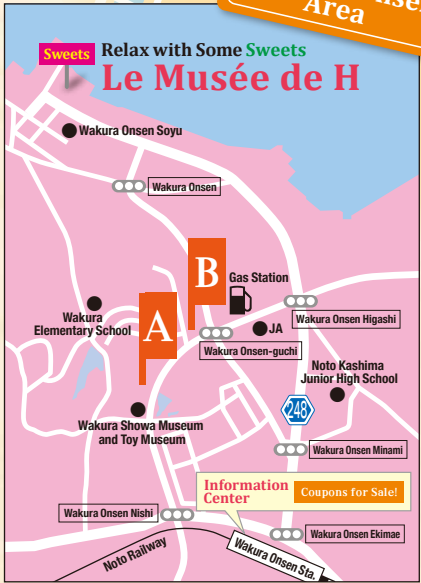 Area
Sweets
Relax with Some Sweets
Le Musée de H
Wakura Onsen Soyu
Wakura Onsen
B
Gas Station
A
Wakura
Elementary School
Wakura Onsen Higashi
JA
Wakura Onsen-guchi
Noto Kashima
Junior High School
248
Wakura Showa Museum
and Toy Museum
Wakura Onsen Minami
Information
Center
Coupons for Sale!
Wakura Onsen Nishi
Wakura Onsen Ekimae
Noto Railway
Wakura Onsen Sta.